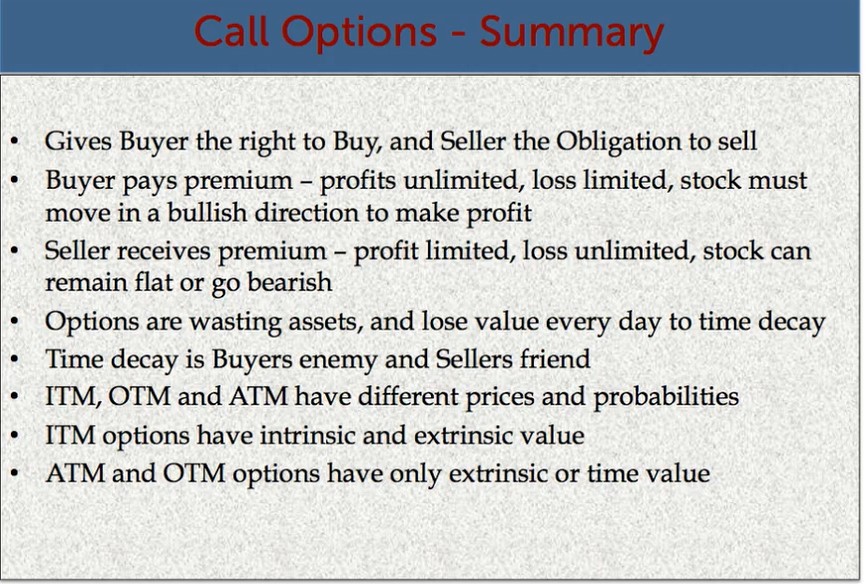 Call Options - Summary
• Gives Buyer the right to Buy, and Seller the Obligation to sell
• Buyer pays premium – profits unlimited, loss limited, stock must
move in a bullish direction to make profit
• Seller receives premium – profit limited, loss unlimited, stock can
remain flat or go bearish
• Options are wasting assets, and lose value every day to time decay
• Time decay is Buyers enemy and Sellers friend
• ITM, OTM and ATM have different prices and probabilities
• ITM options have intrinsic and extrinsic value
• ATM and OTM options have only extrinsic or time value